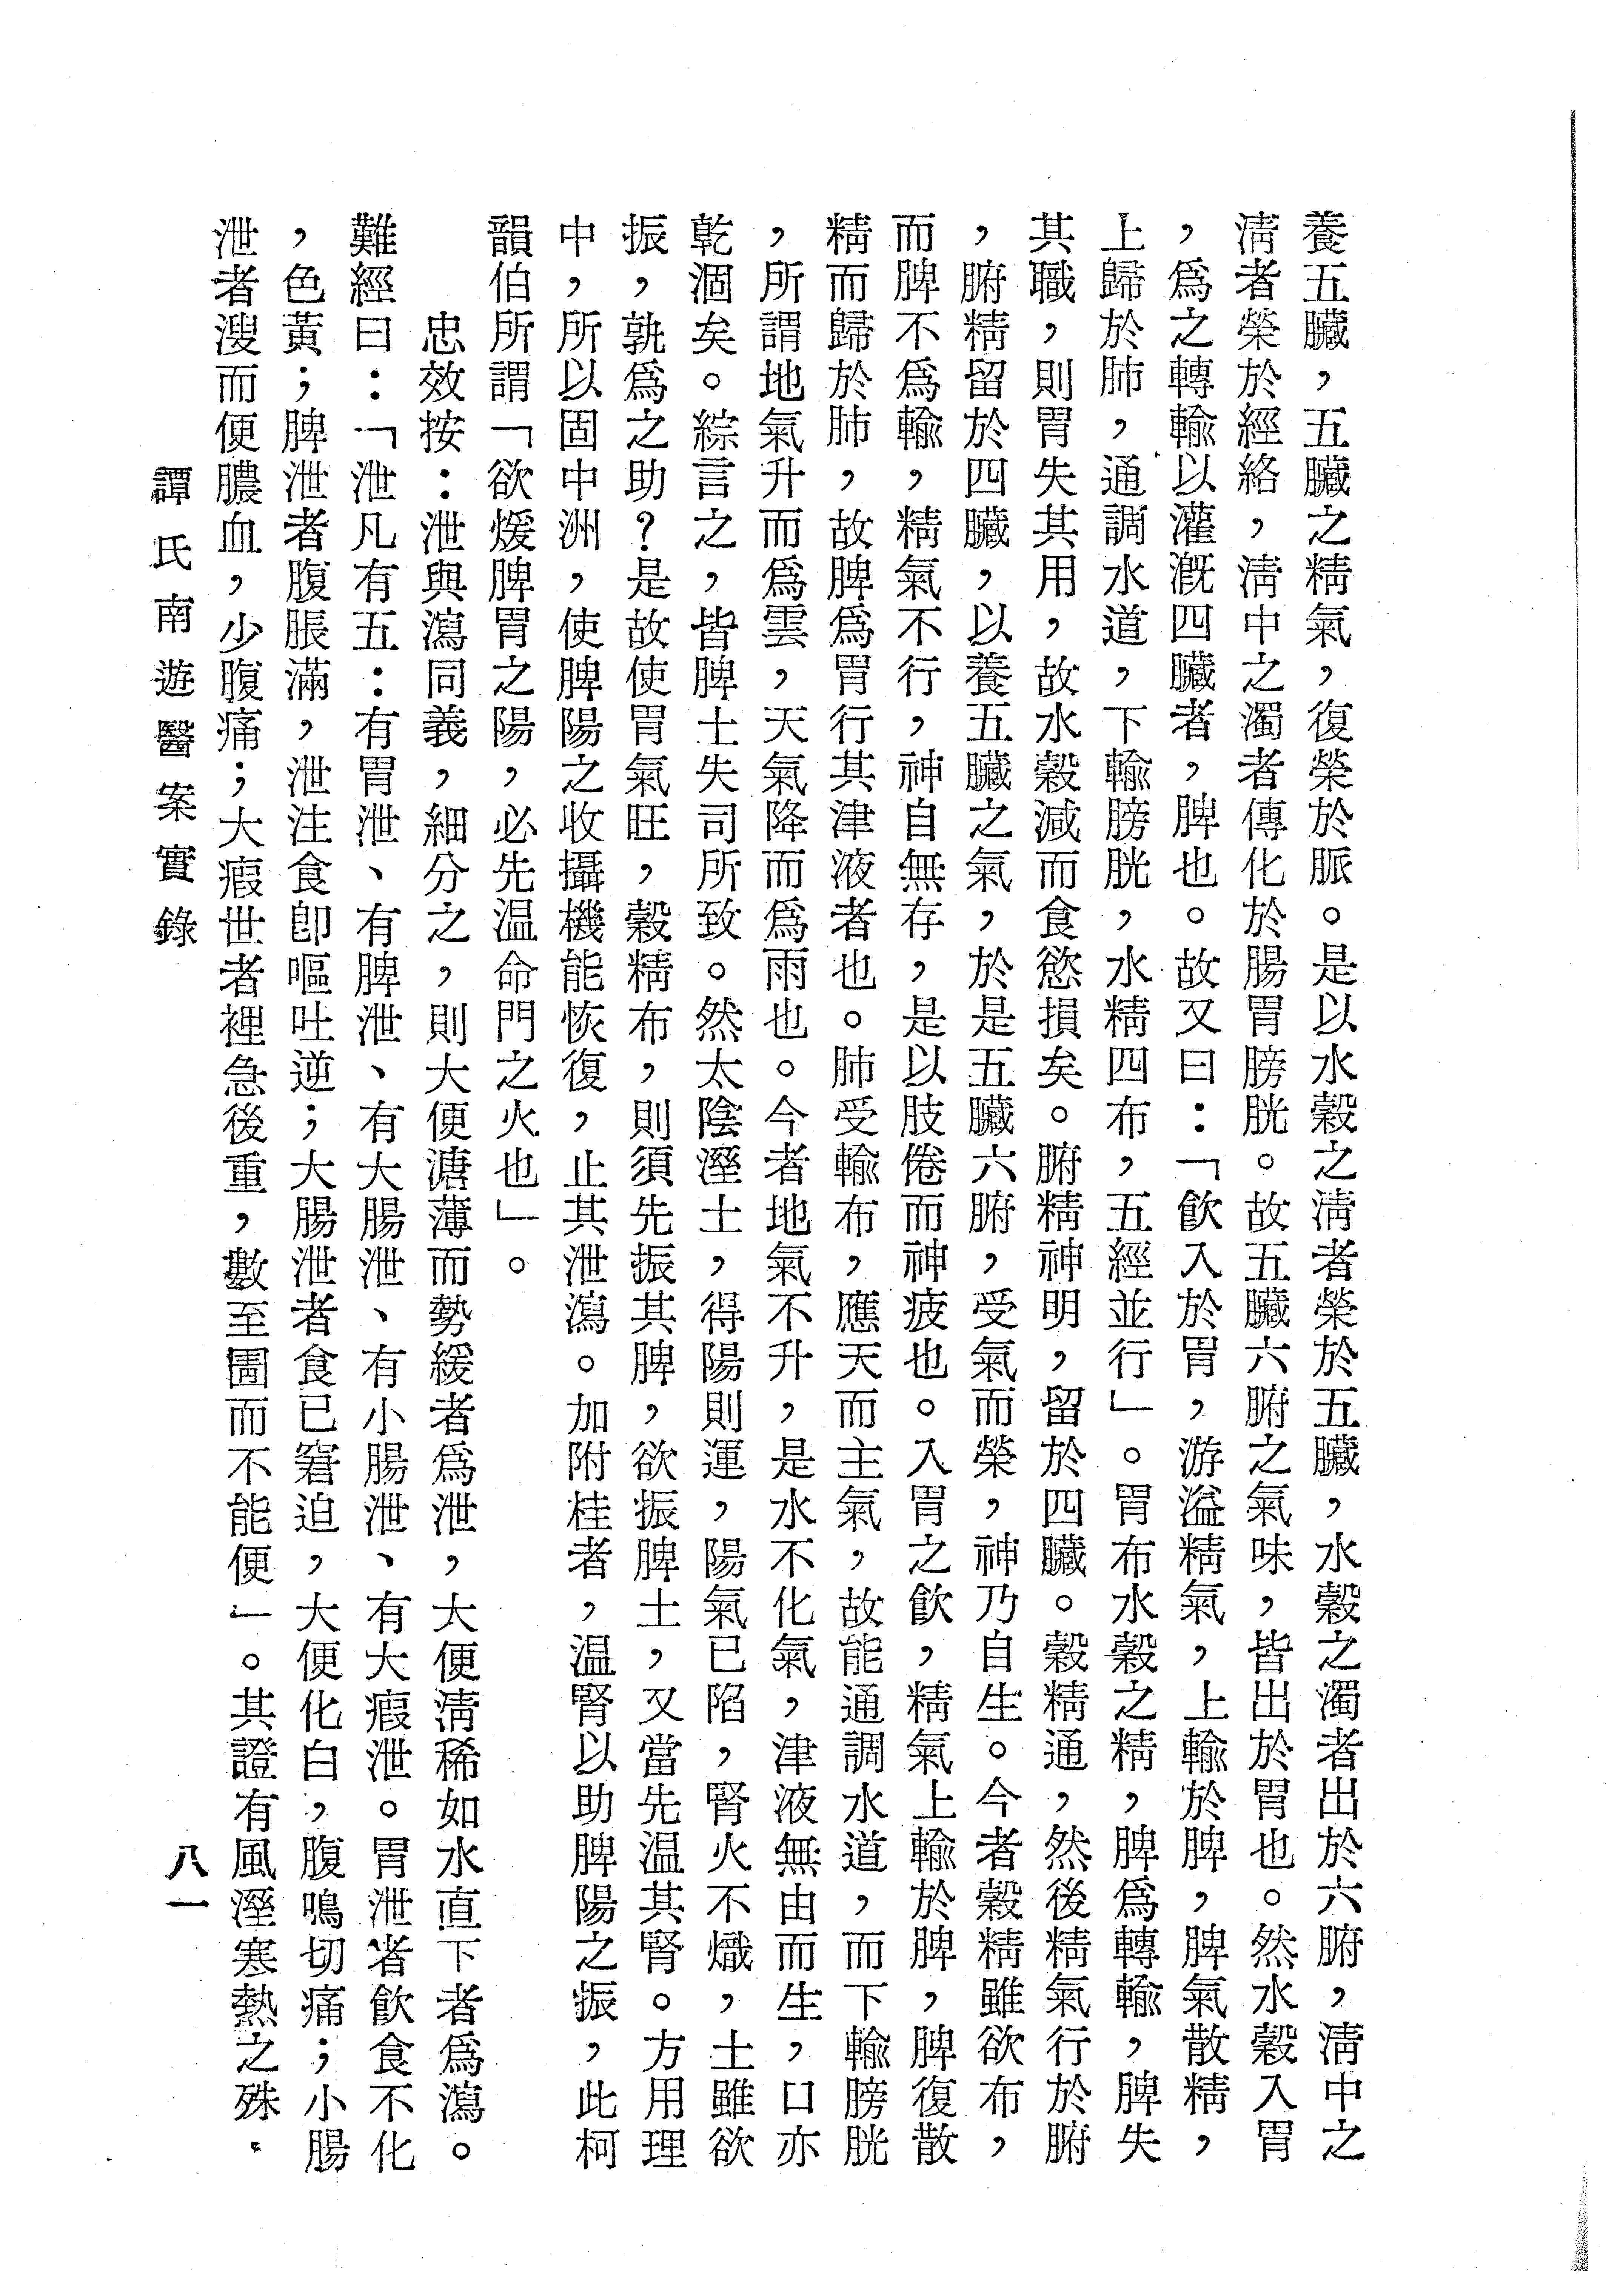 養五臟，五臟之精氣，復榮於脈。是以水穀之淸者榮於五臟，水穀之濁者出於六腑，淸中之
淸者榮於經絡，淸中之濁者傳化於腸胃膀胱。故五臟六腑之氣味，皆出於胃也。然水穀入胃
，爲之轉輸以灌漑四臟者，脾也。故又曰：「飮入於胃，游溢精氣，上輸於脾，脾氣散精，
上歸於肺，通調水道，下輸膀胱，水精四布，五經並行」。胃布水穀之精，脾爲轉輸，脾失
其職，則胃失其用，故水穀減而食慾損矣。腑精神明，留於四臟。穀精通，然後精氣行於腑
，腑精留於四臟，以養五臟之氣，於是五臟六腑，受氣而榮，神乃自生。今者穀精雖欲布，
而脾不爲輸，精氣不行，神自無存，是以肢倦而神疲也。入胃之飮，精氣上輸於脾，脾復散
精而歸於肺，故脾爲胃行其津液者也。肺受輸布，應天而主氣，故能通調水道，而下輸膀胱
，所謂地氣升而爲雲，天氣降而爲雨也。今者地氣不升，是水不化氣，津液無由而生，口亦
乾涸矣。綜言之，皆脾土失司所致。然太陰溼土，得陽則運，陽氣已陷，腎火不熾，土雖欲
振，孰爲之助？是故使胃氣旺，穀精布，則須先振其脾，欲振脾土，又當先温其腎。方用理
中，所以固中洲，使脾陽之收攝機能恢復，止其泄瀉。加附桂者，温腎以助脾陽之振，此柯
韻伯所謂「欲煖脾胃之陽，必先温命門之火也」。
忠效按：泄與瀉同義，細分之，則大便溏薄而勢緩者爲泄，大便淸稀如水直下者爲瀉。
難經曰：「泄凡有五：有胃泄、有脾泄、有大腸泄、有小腸泄、有大瘕泄。胃泄者飮食不化
，色黃；脾泄者腹脹滿，泄注食卽嘔吐逆；大腸泄者食已窘迫，大便化白，腹鳴切痛；小腸
泄者溲而便膿血，少腹痛；大瘕世者裡急後重，數至圊而不能便」。其證有風溼寒熱之殊．
譚氏南遊醫案實錄
八一